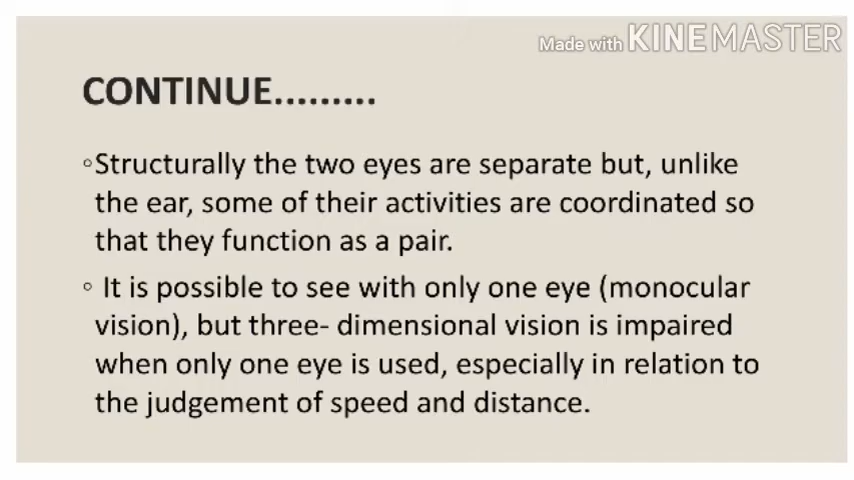 Made with KINEMASTER
CONTINUE.........
◦Structurally the two eyes are separate but, unlike
the ear, some of their activities are coordinated so
that they function as a pair.
◦ It is possible to see with only one eye (monocular
vision), but three- dimensional vision is impaired
when only one eye is used, especially in relation to
the judgement of speed and distance.